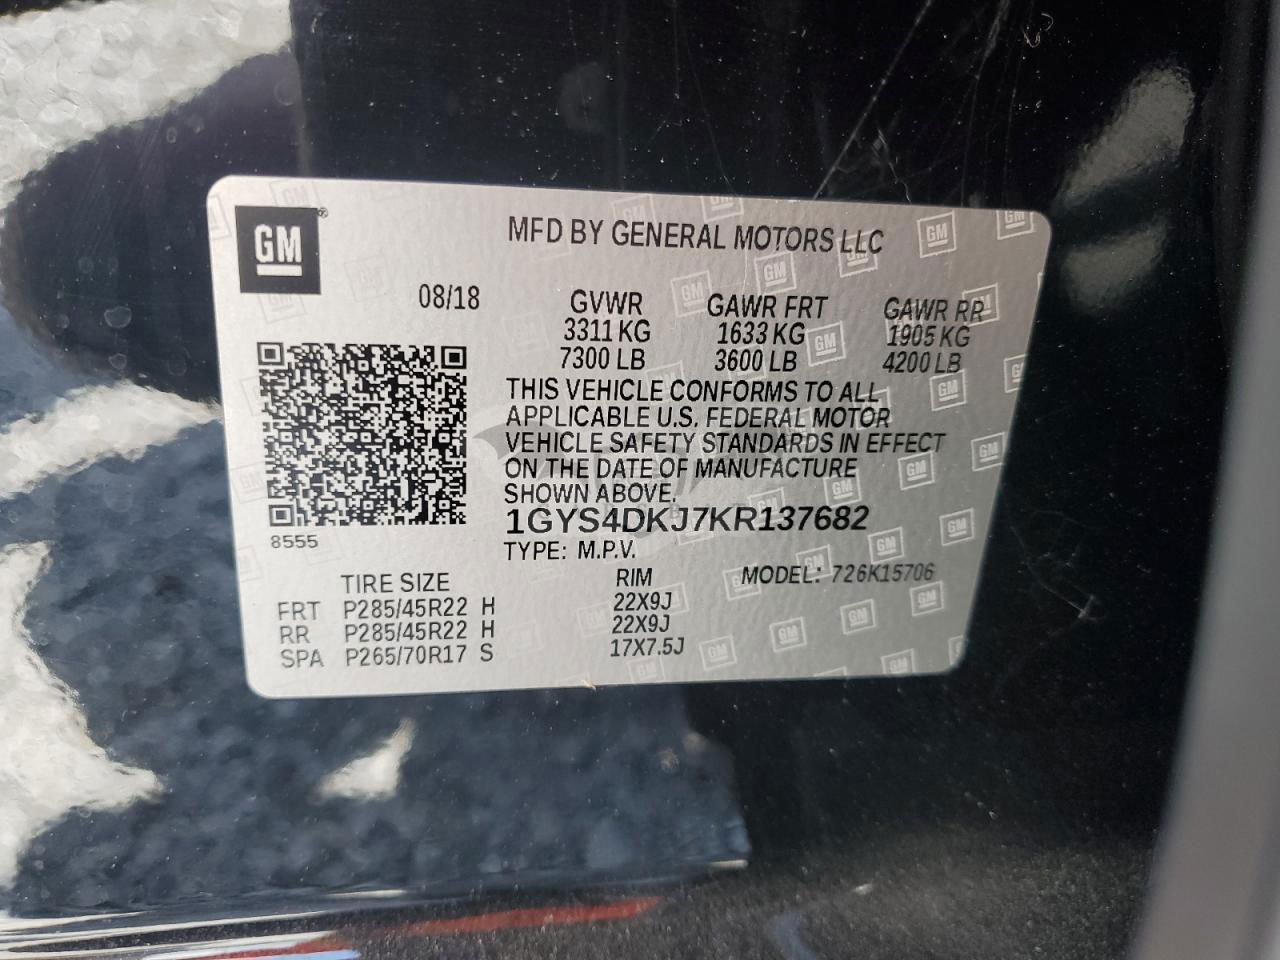 GM ®
MFD BY GENERAL MOTORS LLC
08/18 GVWR GAWR FRT GAWR RR
3311 KG 1633 KG 1905 KG
7300 LB 3600 LB 4200 LB
THIS VEHICLE CONFORMS TO ALL
APPLICABLE U.S. FEDERAL MOTOR
VEHICLE SAFETY STANDARDS IN EFFECT
ON THE DATE OF MANUFACTURE
SHOWN ABOVE.
1GYS4DKJ7KR137682
8555
TYPE: M.P.V.
TIRE SIZE RIM MODEL: 726K15706
FRT P285/45R22 H 22X9J
RR P285/45R22 H 22X9J
SPA P265/70R17 S 17X7.5J